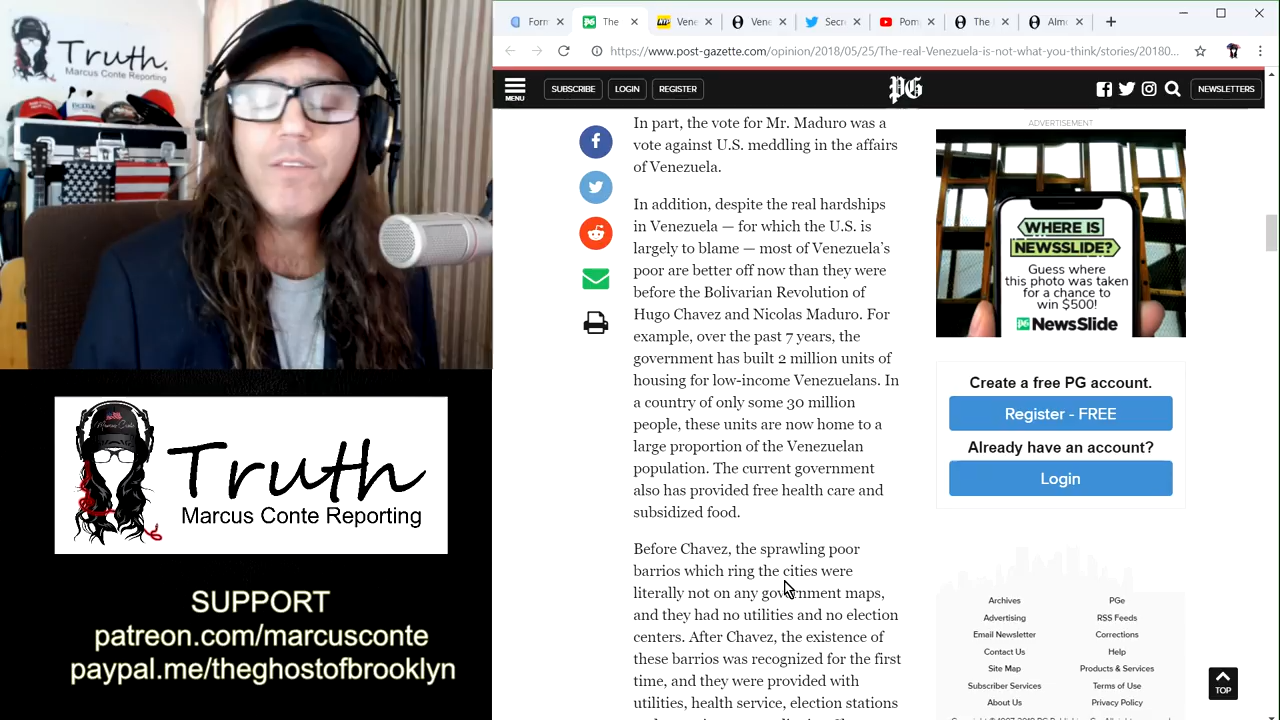 Truth.
Marcus Conte Reporting
Truth
Marcus Conte Reporting
SUPPORT
patreon.com/marcusconte
paypal.me/theghostofbrooklyn
Forn
The
Vene
Vene
Secr
Pom
The
Almo
https://www.post-gazette.com/opinion/2018/05/25/The-real-Venezuela-is-not-what-you-think/stories/20180...
MENU
SUBSCRIBE
LOGIN
REGISTER
PG
NEWSLETTERS
In part, the vote for Mr. Maduro was a
vote against U.S. meddling in the affairs
of Venezuela.
In addition, despite the real hardships
in Venezuela — for which the U.S. is
largely to blame — most of Venezuela's
poor are better off now than they were
before the Bolivarian Revolution of
Hugo Chavez and Nicolas Maduro. For
example, over the past 7 years, the
government has built 2 million units of
housing for low-income Venezuelans. In
a country of only some 30 million
people, these units are now home to a
large proportion of the Venezuelan
population. The current government
also has provided free health care and
subsidized food.
Before Chavez, the sprawling poor
barrios which ring the cities were
literally not on any government maps,
and they had no utilities and no election
centers. After Chavez, the existence of
these barrios was recognized for the first
time, and they were provided with
utilities, health service, election stations
ADVERTISEMENT
WHERE IS
NEWSSLIDE?
Guess where
this photo was taken
for a chance to
win $500!
PG NewsSlide
Create a free PG account.
Register - FREE
Already have an account?
Login
Archives
PGe
Advertising
RSS Feeds
Email Newsletter
Corrections
Contact Us
Help
Site Map
Products & Services
Subscriber Services
Terms of Use
About Us
Privacy Policy
TOP